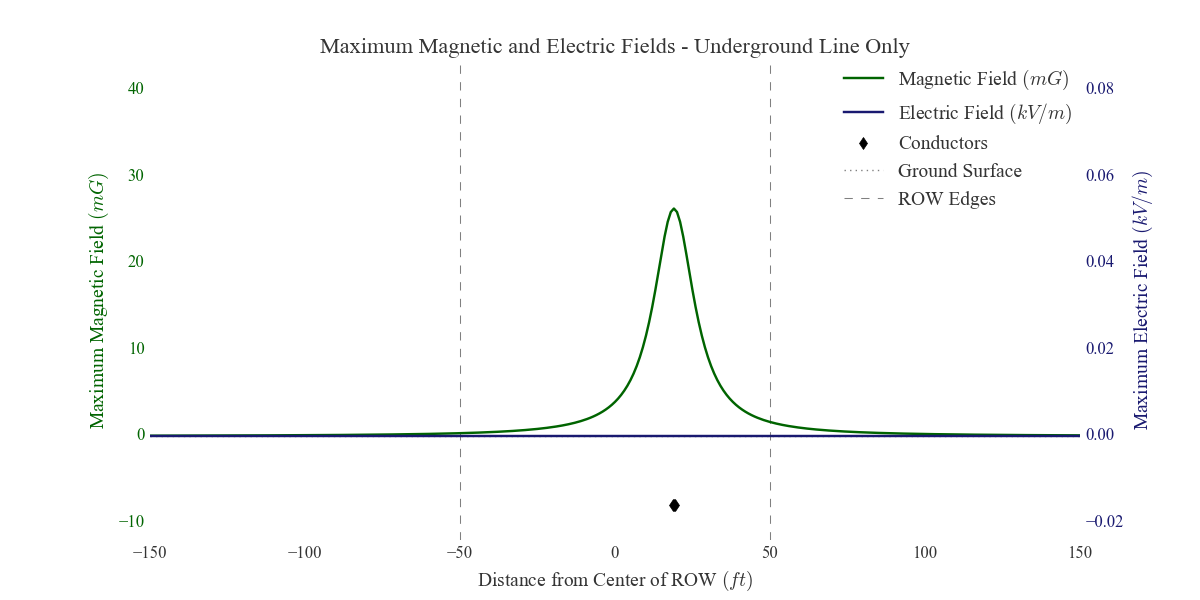 Maximum Magnetic and Electric Fields - Underground Line Only
Magnetic Field (mG)
Electric Field (kV/m)
Conductors
Ground Surface
ROW Edges
Maximum Magnetic Field (mG)
40
30
20
10
0
−10
0.08
0.06
0.04
0.02
0.00
−0.02
Maximum Electric Field (kV/m)
−150
−100
−50
0
50
100
150
Distance from Center of ROW (ft)